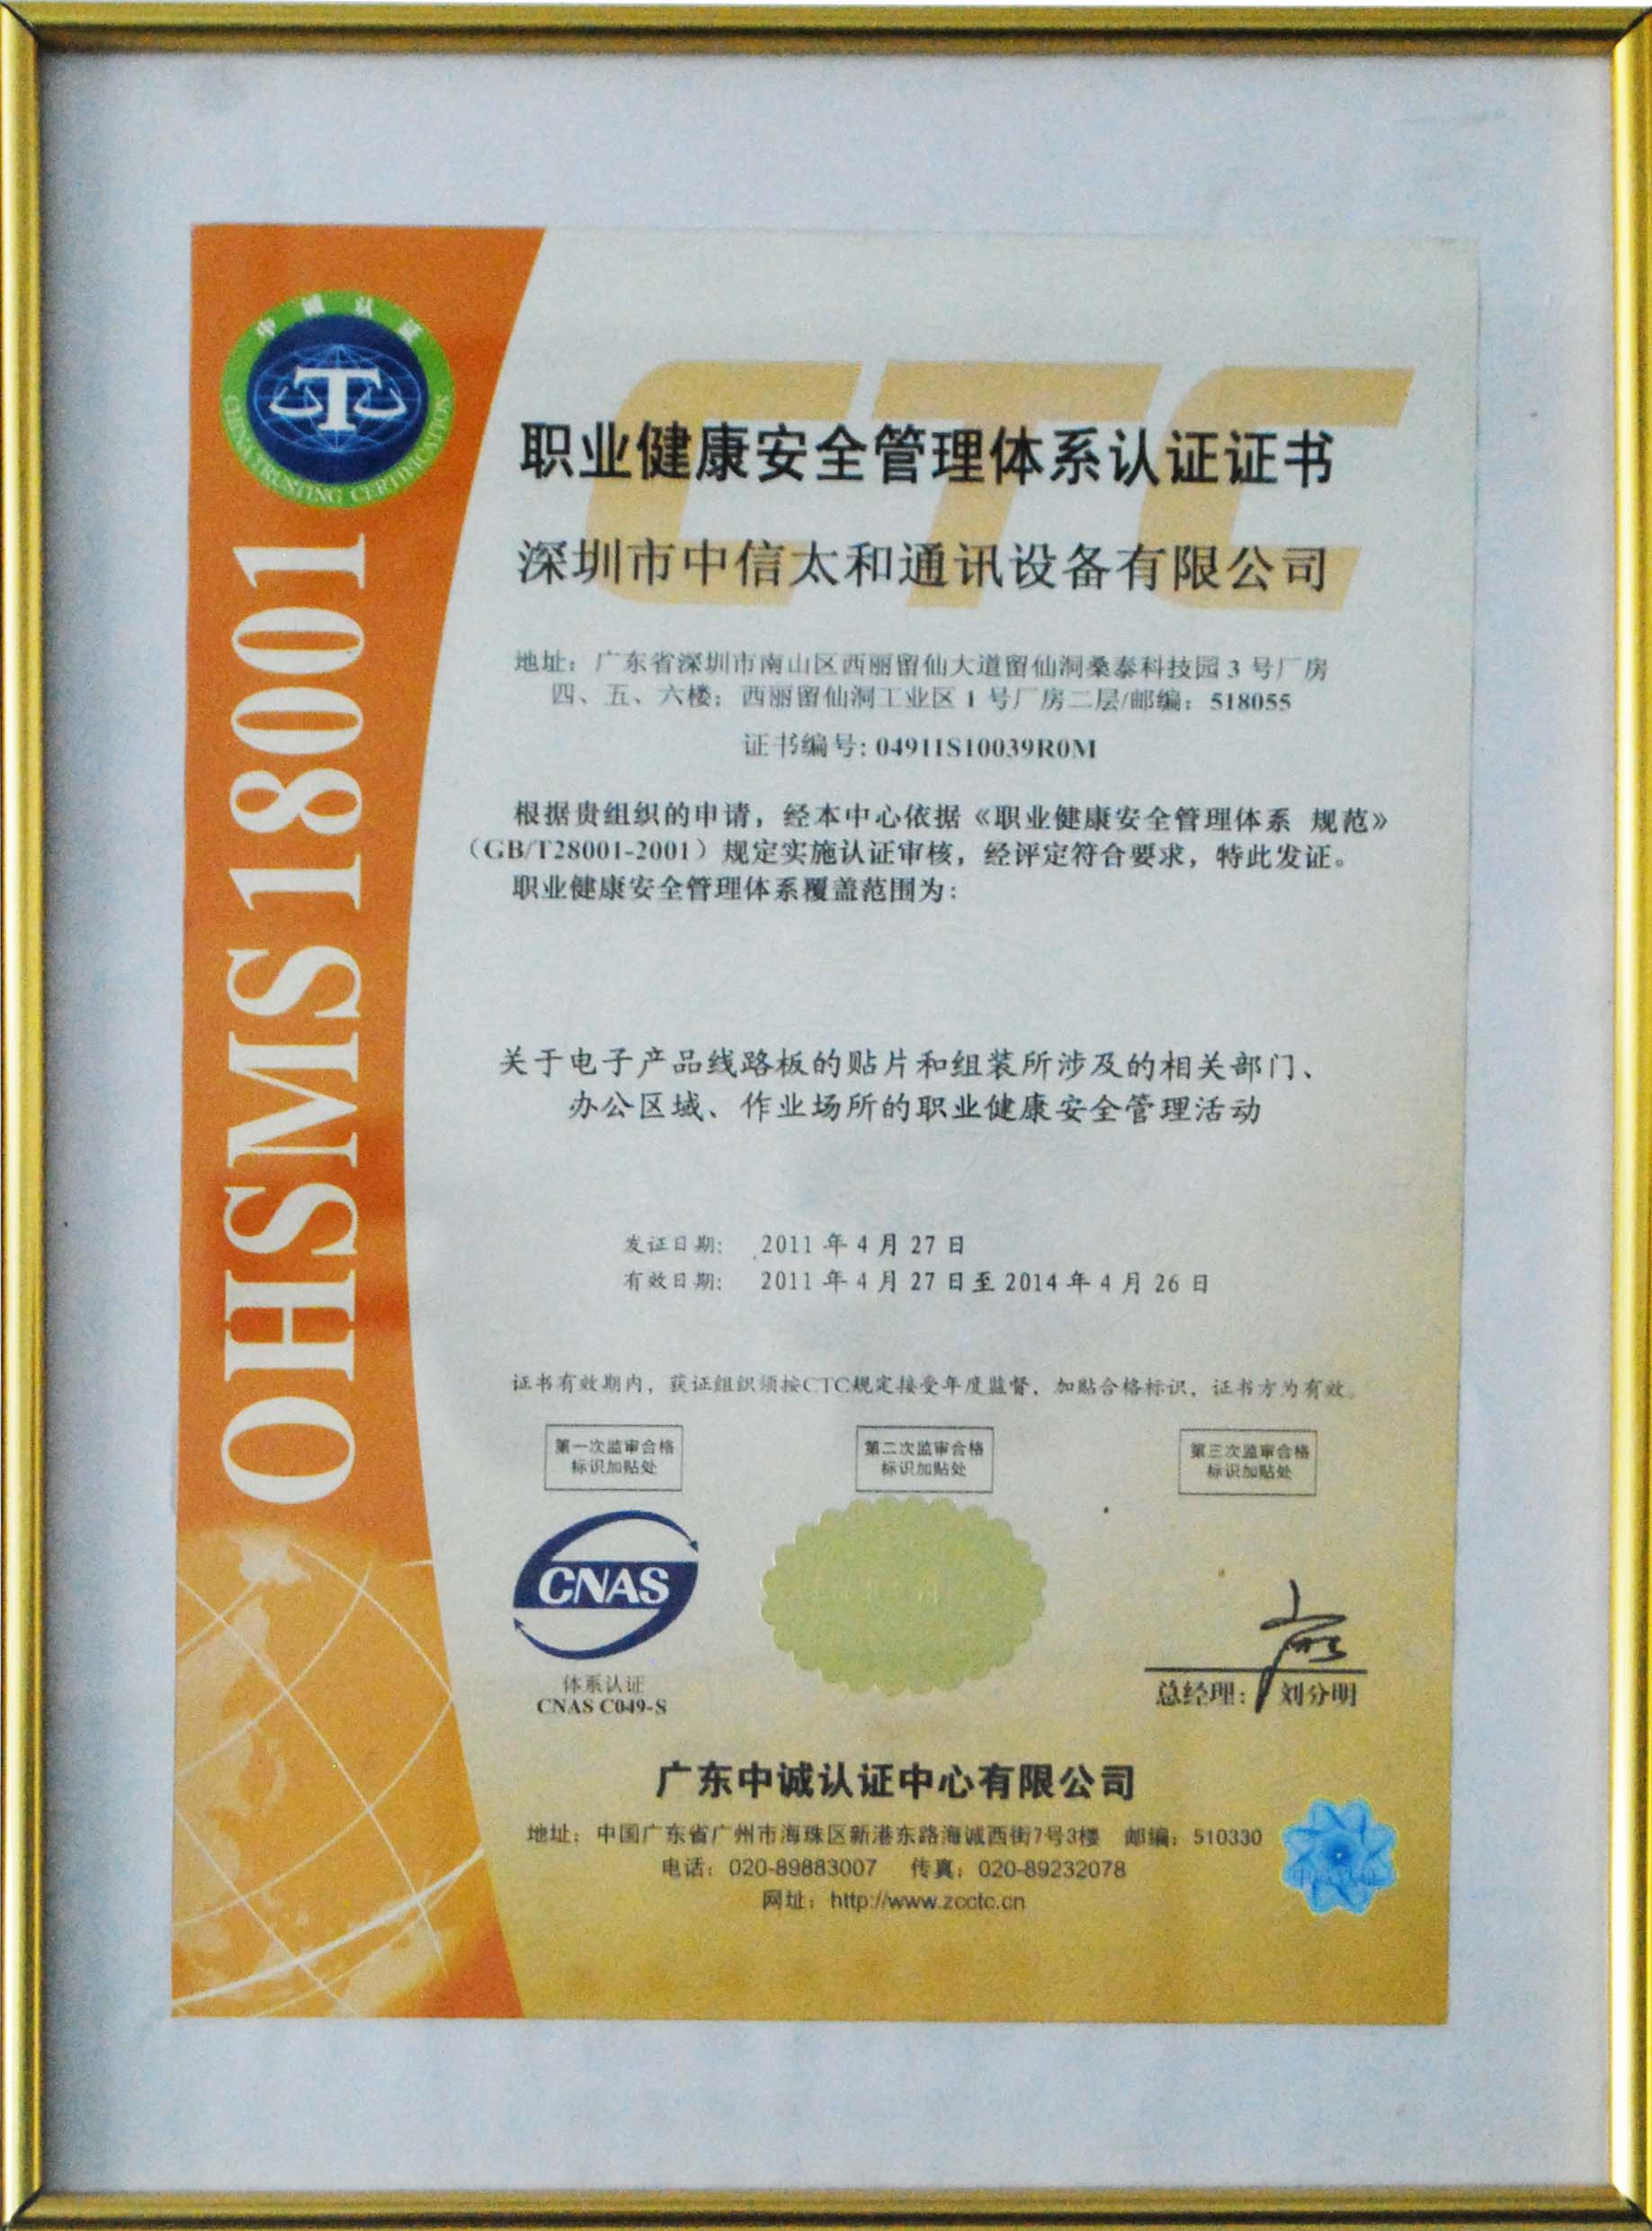 中诚认证
CHINA TRUSTING CERTIFICATION
OHSMS 18001
CTC
职业健康安全管理体系认证证书
深圳市中信太和通讯设备有限公司
地址：广东省深圳市南山区西丽留仙大道留仙洞桑泰科技园 3 号厂房
四、五、六楼；西丽留仙洞工业区 1 号厂房二层/邮编：518055
证书编号: 04911S10039R0M
根据贵组织的申请，经本中心依据《职业健康安全管理体系 规范》
（GB/T28001-2001）规定实施认证审核，经评定符合要求，特此发证。
职业健康安全管理体系覆盖范围为：
关于电子产品线路板的贴片和组装所涉及的相关部门、
办公区域、作业场所的职业健康安全管理活动
发证日期： 2011 年 4 月 27 日
有效日期： 2011 年 4 月 27 日至 2014 年 4 月 26 日
证书有效期内，获证组织须按CTC规定接受年度监督，加贴合格标识，证书方为有效。
第一次监审合格
标识加贴处
第二次监审合格
标识加贴处
第三次监审合格
标识加贴处
CNAS
体系认证
CNAS C049-S
总经理： 刘分明
广东中诚认证中心有限公司
地址：中国广东省广州市海珠区新港东路海诚西街7号3楼 邮编：510330
电话：020-89883007 传真：020-89232078
网址：http://www.zcctc.cn